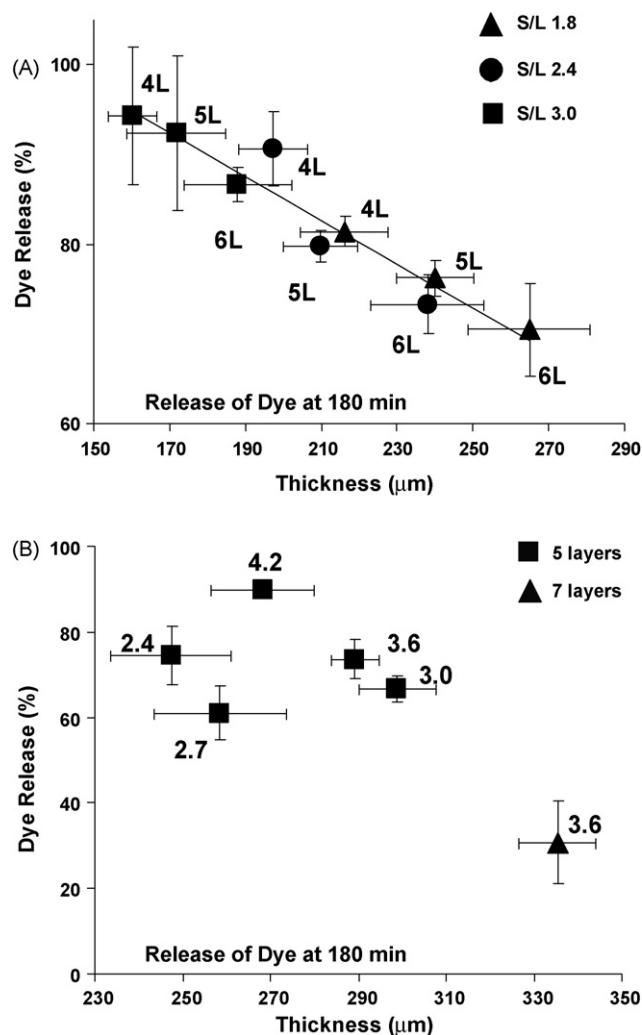 (A)
S/L 1.8
S/L 2.4
S/L 3.0
100
80
60
Dye Release (%)
4L
5L
4L
6L
4L
5L
5L
6L
6L
Release of Dye at 180 min
150 170 190 210 230 250 270 290
Thickness (μm)
(B)
5 layers
7 layers
100
80
60
40
20
0
Dye Release (%)
4.2
2.4
3.6
3.0
2.7
3.6
Release of Dye at 180 min
230 250 270 290 310 330 350
Thickness (μm)